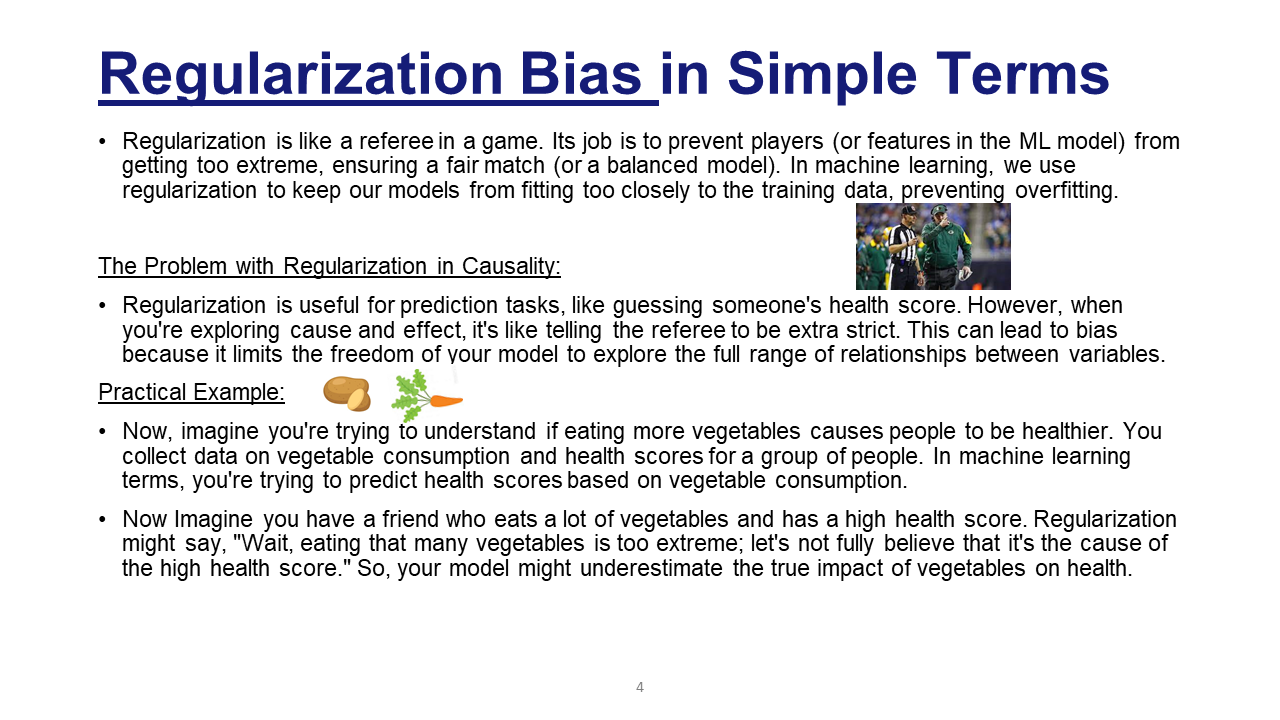 Regularization Bias in Simple Terms
• Regularization is like a referee in a game. Its job is to prevent players (or features in the ML model) from
getting too extreme, ensuring a fair match (or a balanced model). In machine learning, we use
regularization to keep our models from fitting too closely to the training data, preventing overfitting.
The Problem with Regularization in Causality:
• Regularization is useful for prediction tasks, like guessing someone's health score. However, when
you're exploring cause and effect, it's like telling the referee to be extra strict. This can lead to bias
because it limits the freedom of your model to explore the full range of relationships between variables.
Practical Example:
• Now, imagine you're trying to understand if eating more vegetables causes people to be healthier. You
collect data on vegetable consumption and health scores for a group of people. In machine learning
terms, you're trying to predict health scores based on vegetable consumption.
• Now Imagine you have a friend who eats a lot of vegetables and has a high health score. Regularization
might say, "Wait, eating that many vegetables is too extreme; let's not fully believe that it's the cause of
the high health score." So, your model might underestimate the true impact of vegetables on health.
4